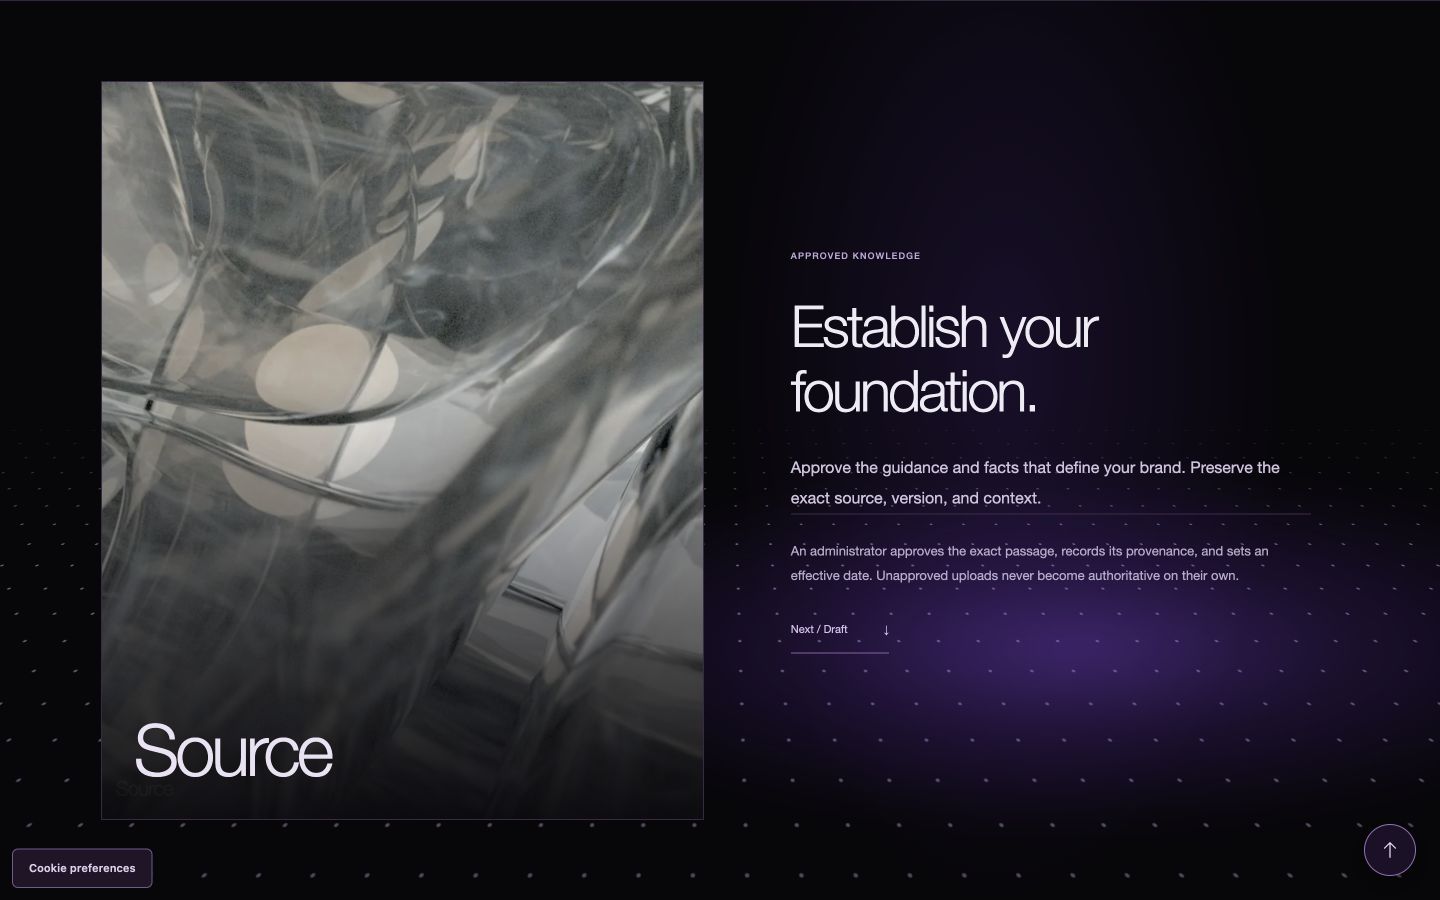 APPROVED KNOWLEDGE
Establish your
foundation.
Approve the guidance and facts that define your brand. Preserve the
exact source, version, and context.
An administrator approves the exact passage, records its provenance, and sets an
effective date. Unapproved uploads never become authoritative on their own.
Next / Draft ↓
Source
Source
Cookie preferences